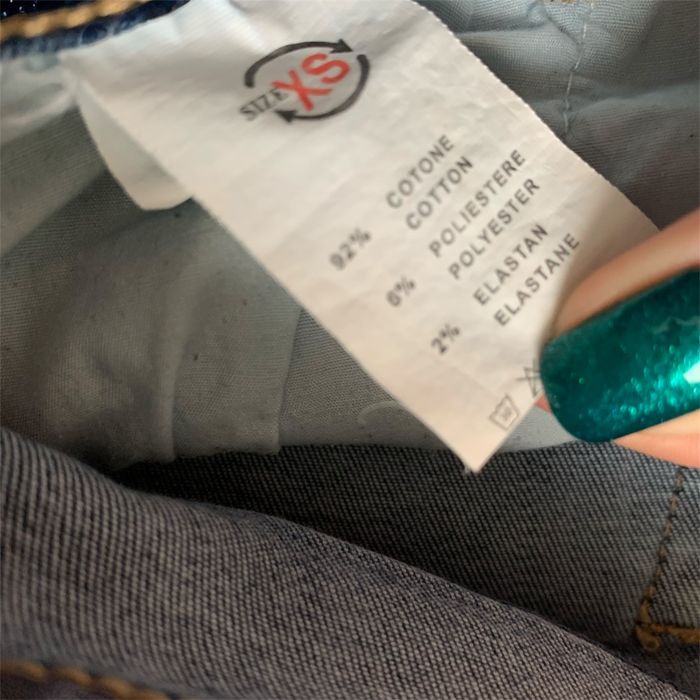 SIZE XS
92% COTONE
COTTON
6% POLIESTERE
POLYESTER
2% ELASTAN
ELASTANE